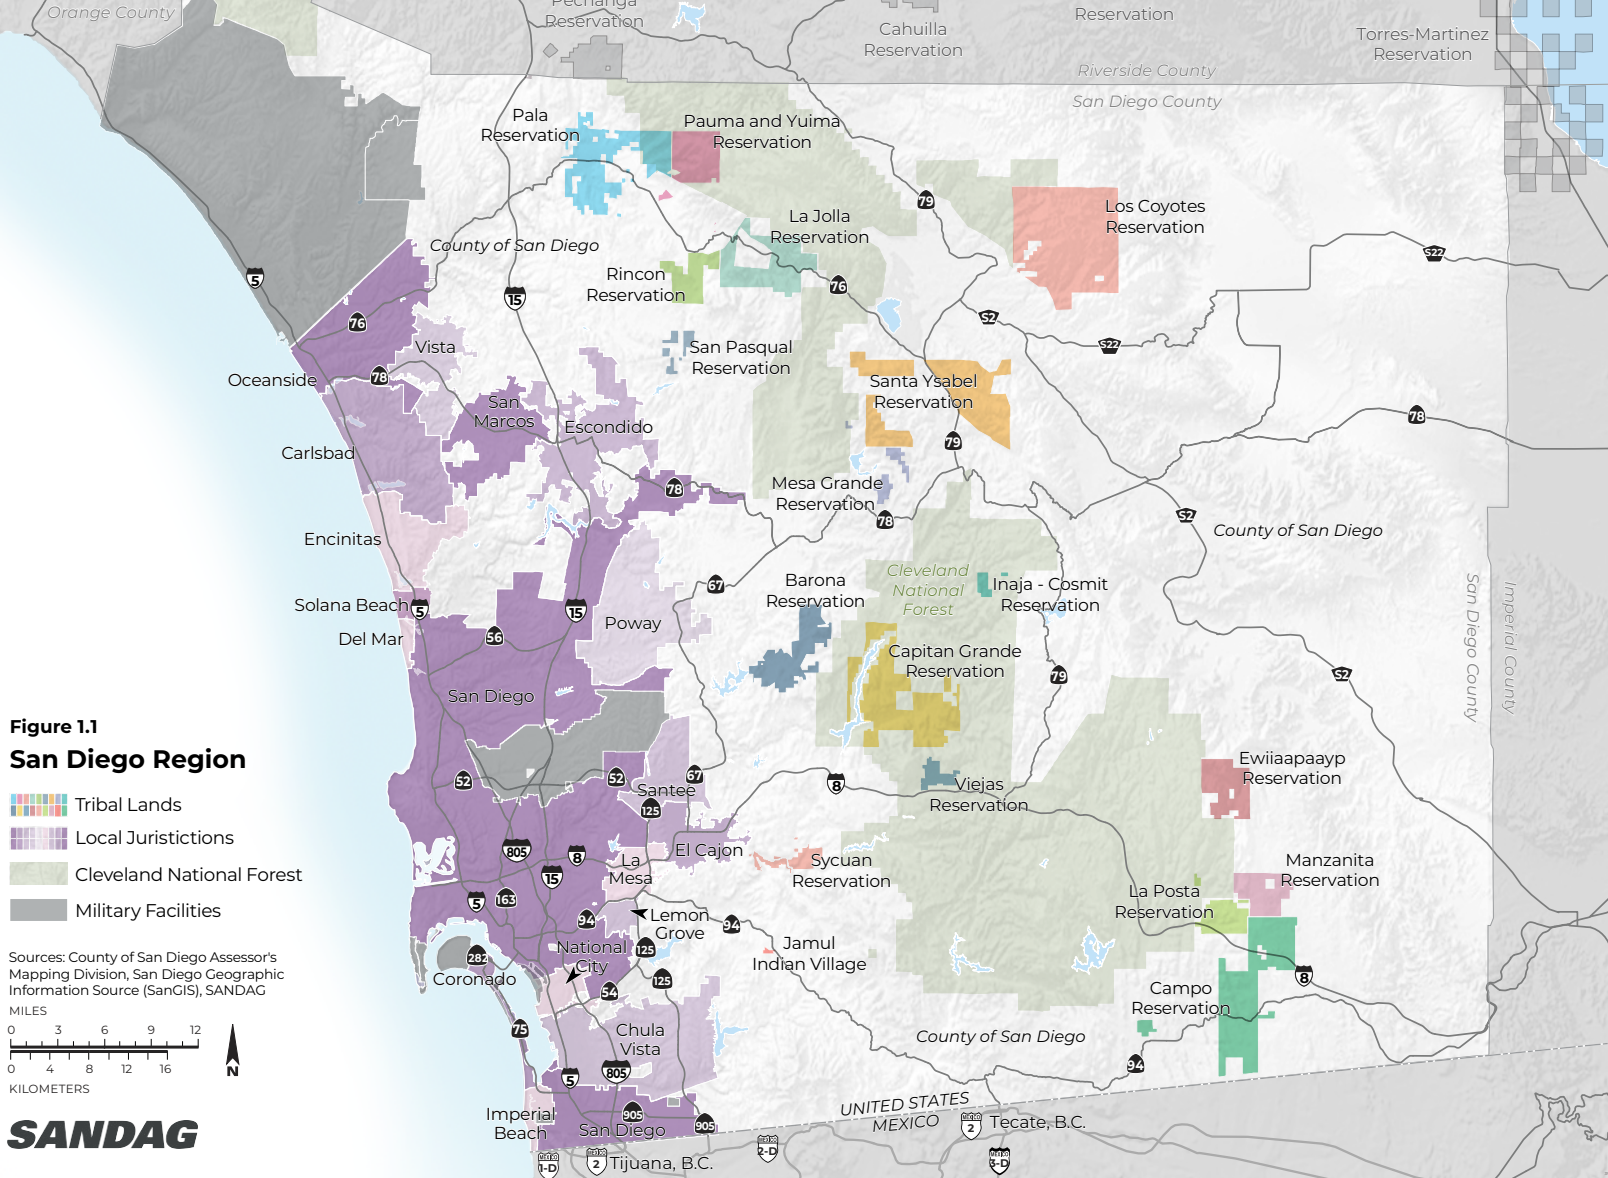 Orange County
Pechanga
Reservation
Cahuilla
Reservation
Reservation
Torres-Martinez
Reservation
Riverside County
San Diego County
Pala
Reservation
Pauma and Yuima
Reservation
79
Los Coyotes
Reservation
La Jolla
Reservation
County of San Diego
S22
5
Rincon
Reservation
15
76
76
S2
S22
Vista
San Pasqual
Reservation
Oceanside
78
Santa Ysabel
Reservation
San
Marcos
78
Escondido
79
Carlsbad
Mesa Grande
Reservation
78
78
S2
County of San Diego
Encinitas
Cleveland
National
Forest
Barona
Reservation
67
Inaja - Cosmit
Reservation
San Diego County
Imperial County
Solana Beach
5
15
Poway
Del Mar
56
Capitan Grande
Reservation
79
S2
San Diego
Figure 1.1
San Diego Region
Tribal Lands
Local Juristictions
Cleveland National Forest
Military Facilities
52
52
67
Santee
125
8
Viejas
Reservation
Ewiiaapaayp
Reservation
805
8
La
Mesa
El Cajon
Sycuan
Reservation
Manzanita
Reservation
15
5
163
La Posta
Reservation
94
Lemon
Grove
94
National
City
125
Jamul
Indian Village
282
Coronado
125
54
8
Campo
Reservation
Sources: County of San Diego Assessor's
Mapping Division, San Diego Geographic
Information Source (SanGIS), SANDAG
MILES
0 3 6 9 12
0 4 8 12 16
KILOMETERS
N
75
Chula
Vista
County of San Diego
94
5
805
SANDAG
Imperial
Beach
905
San Diego
905
UNITED STATES
MEXICO
2
Tecate, B.C.
1-D
2
Tijuana, B.C.
2-D
3-D